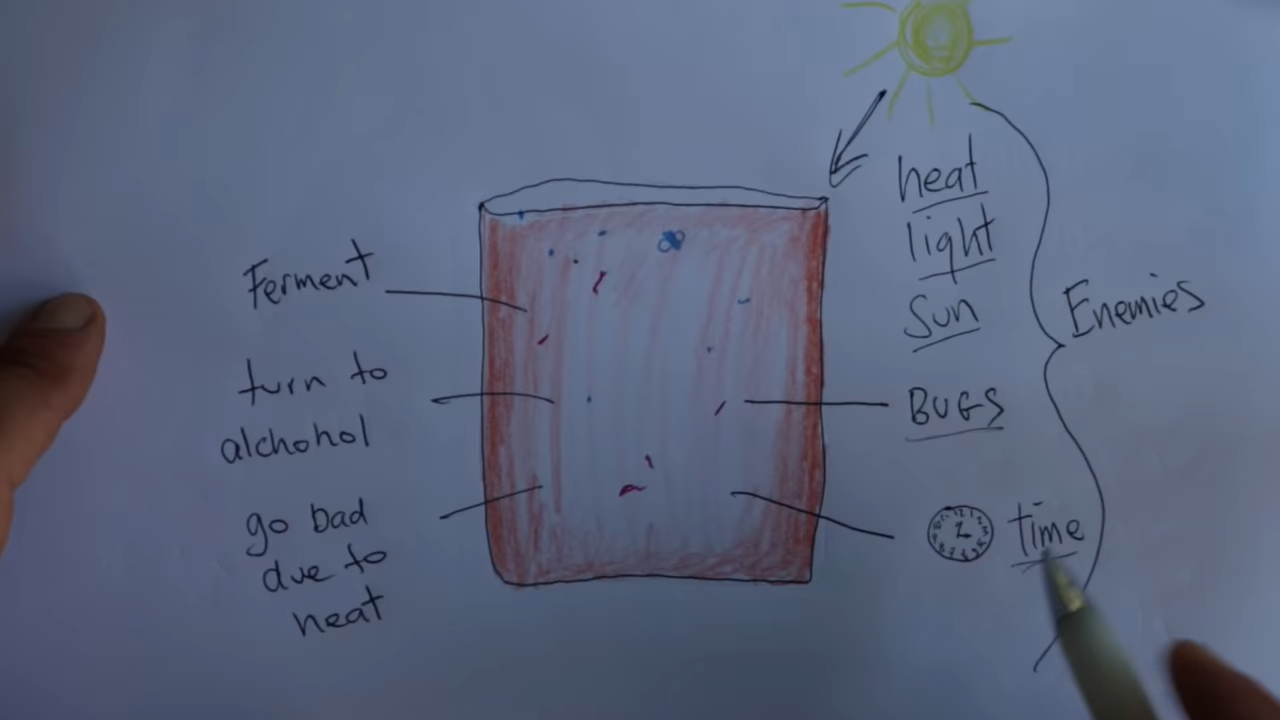 Ferment
turn to
alchohol
go bad
due to
heat
heat
light
Sun
BUGS
time
Enemies